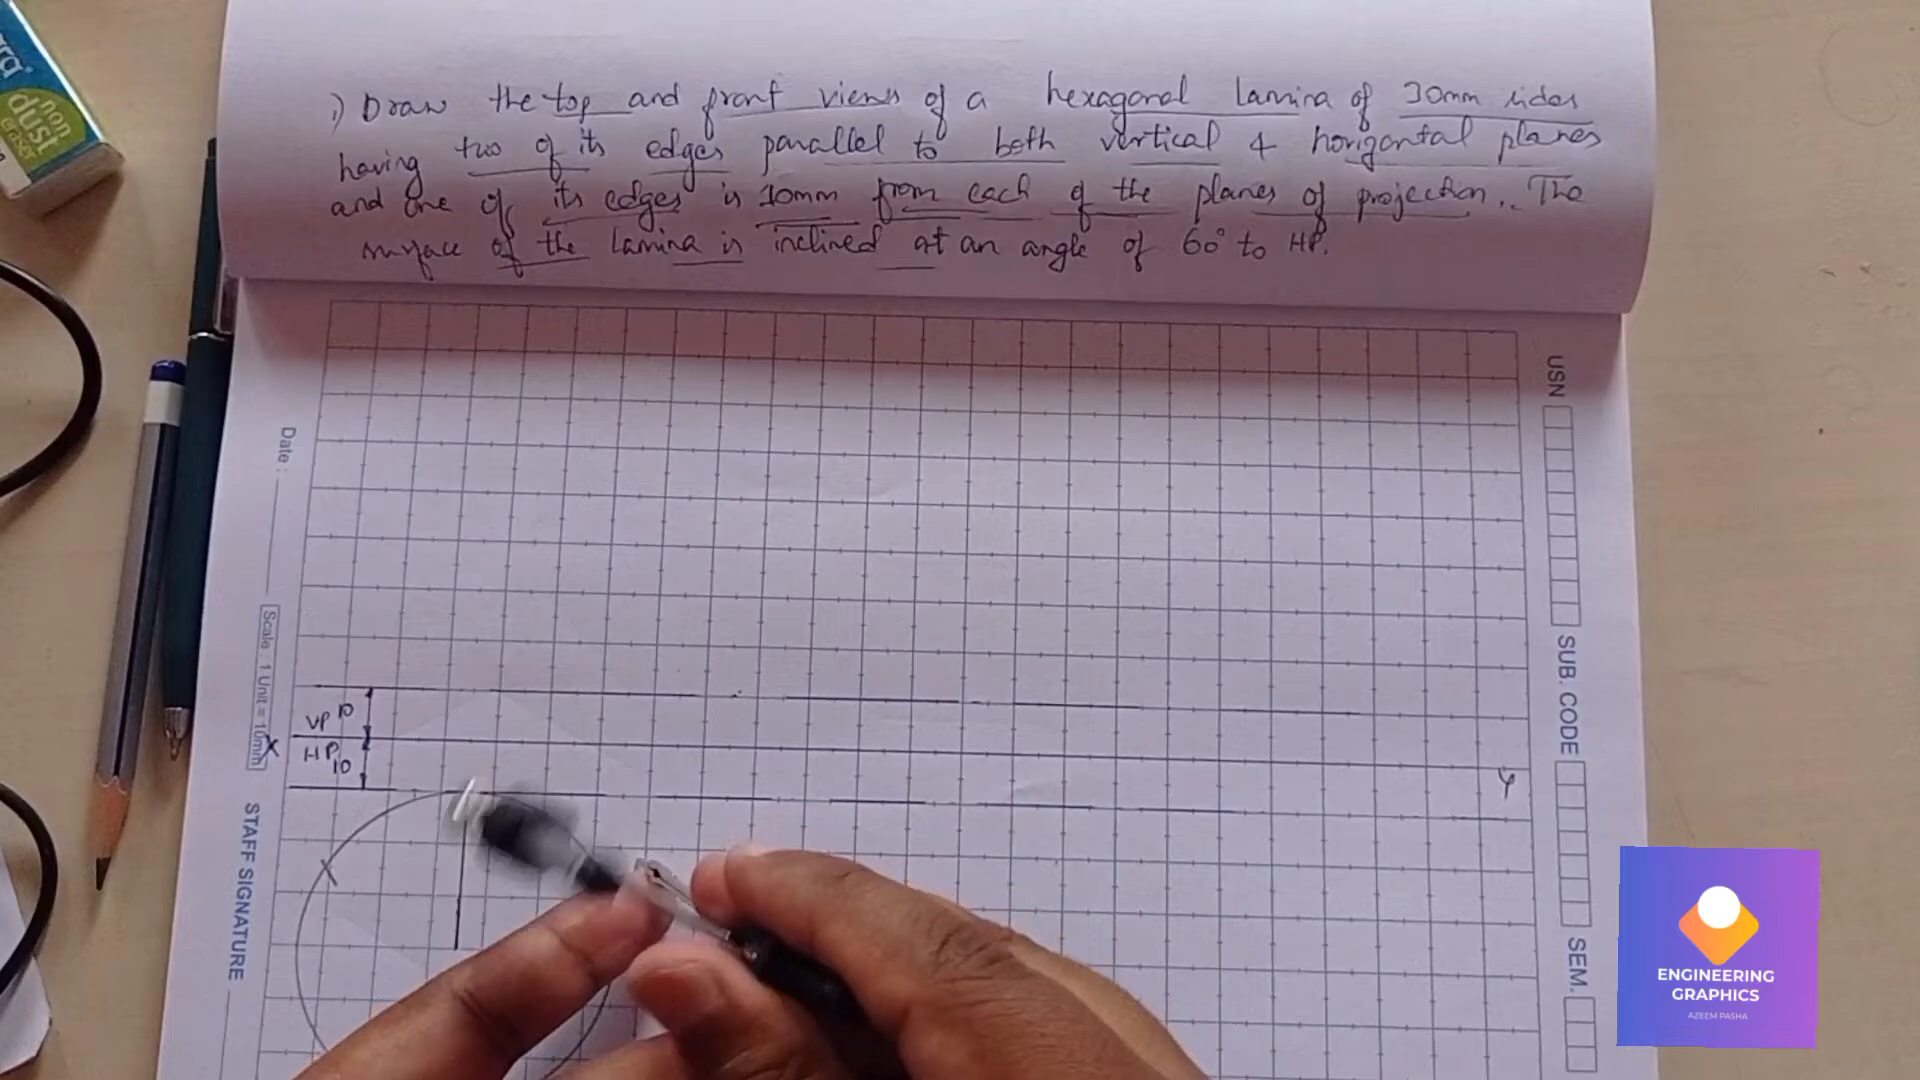 1) Draw the top and front views of a hexagonal lamina of 30mm sides
having two of its edges parallel to both vertical & horizontal planes
and one of its edges is 10mm from each of the planes of projection. The
surface of the lamina is inclined at an angle of 60° to HP.
non
dust
eraser
Date :
Scale : 1 Unit = 10mm
STAFF SIGNATURE
USN
SUB. CODE
SEM.
VP 10
X
HP 10
Y
ENGINEERING
GRAPHICS
AZEEM PASHA